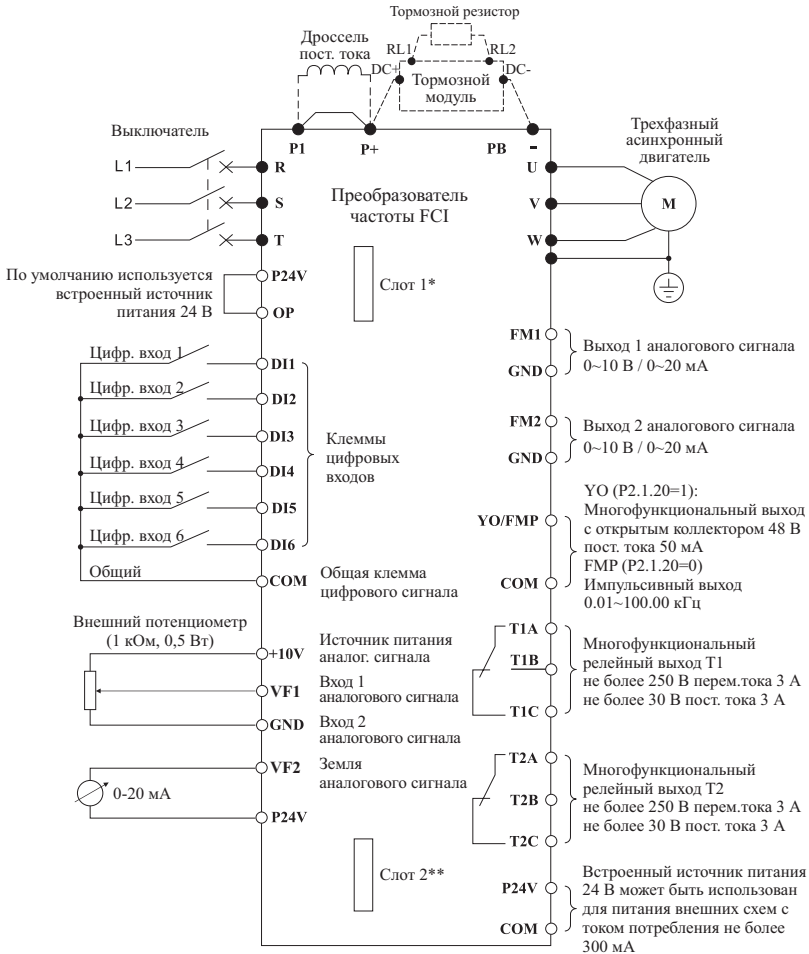 Тормозной резистор
Дроссель
пост. тока
RL1
RL2
DC+
Тормозной
модуль
DC-
Выключатель
P1
P+
PB
-
Трехфазный
асинхронный
двигатель
L1
R
U
L2
S
V
M
L3
T
W
Преобразователь
частоты FCI
По умолчанию используется
встроенный источник
питания 24 В
P24V
OP
Слот 1*
Цифр. вход 1
DI1
Цифр. вход 2
DI2
Цифр. вход 3
DI3
Цифр. вход 4
DI4
Цифр. вход 5
DI5
Цифр. вход 6
DI6
Клеммы
цифровых
входов
Общий
COM
Общая клемма
цифрового сигнала
Внешний потенциометр
(1 кОм, 0,5 Вт)
+10V
Источник питания
аналог. сигнала
VF1
Вход 1
аналогового сигнала
GND
Вход 2
аналогового сигнала
VF2
Земля
аналогового сигнала
0-20 мА
P24V
Слот 2**
FM1
GND
Выход 1 аналогового сигнала
0~10 В / 0~20 мА
FM2
GND
Выход 2 аналогового сигнала
0~10 В / 0~20 мА
YO/FMP
COM
YO (P2.1.20=1):
Многофункциональный выход
с открытым коллектором 48 В
пост. тока 50 мА
FMP (P2.1.20=0)
Импульсивный выход
0.01~100.00 кГц
T1A
T1B
T1C
Многофункциональный
релейный выход T1
не более 250 В перем.тока 3 А
не более 30 В пост. тока 3 А
T2A
T2B
T2C
Многофункциональный
релейный выход T2
не более 250 В перем.тока 3 А
не более 30 В пост. тока 3 А
P24V
COM
Встроенный источник питания
24 В может быть использован
для питания внешних схем с
током потребления не более
300 мА